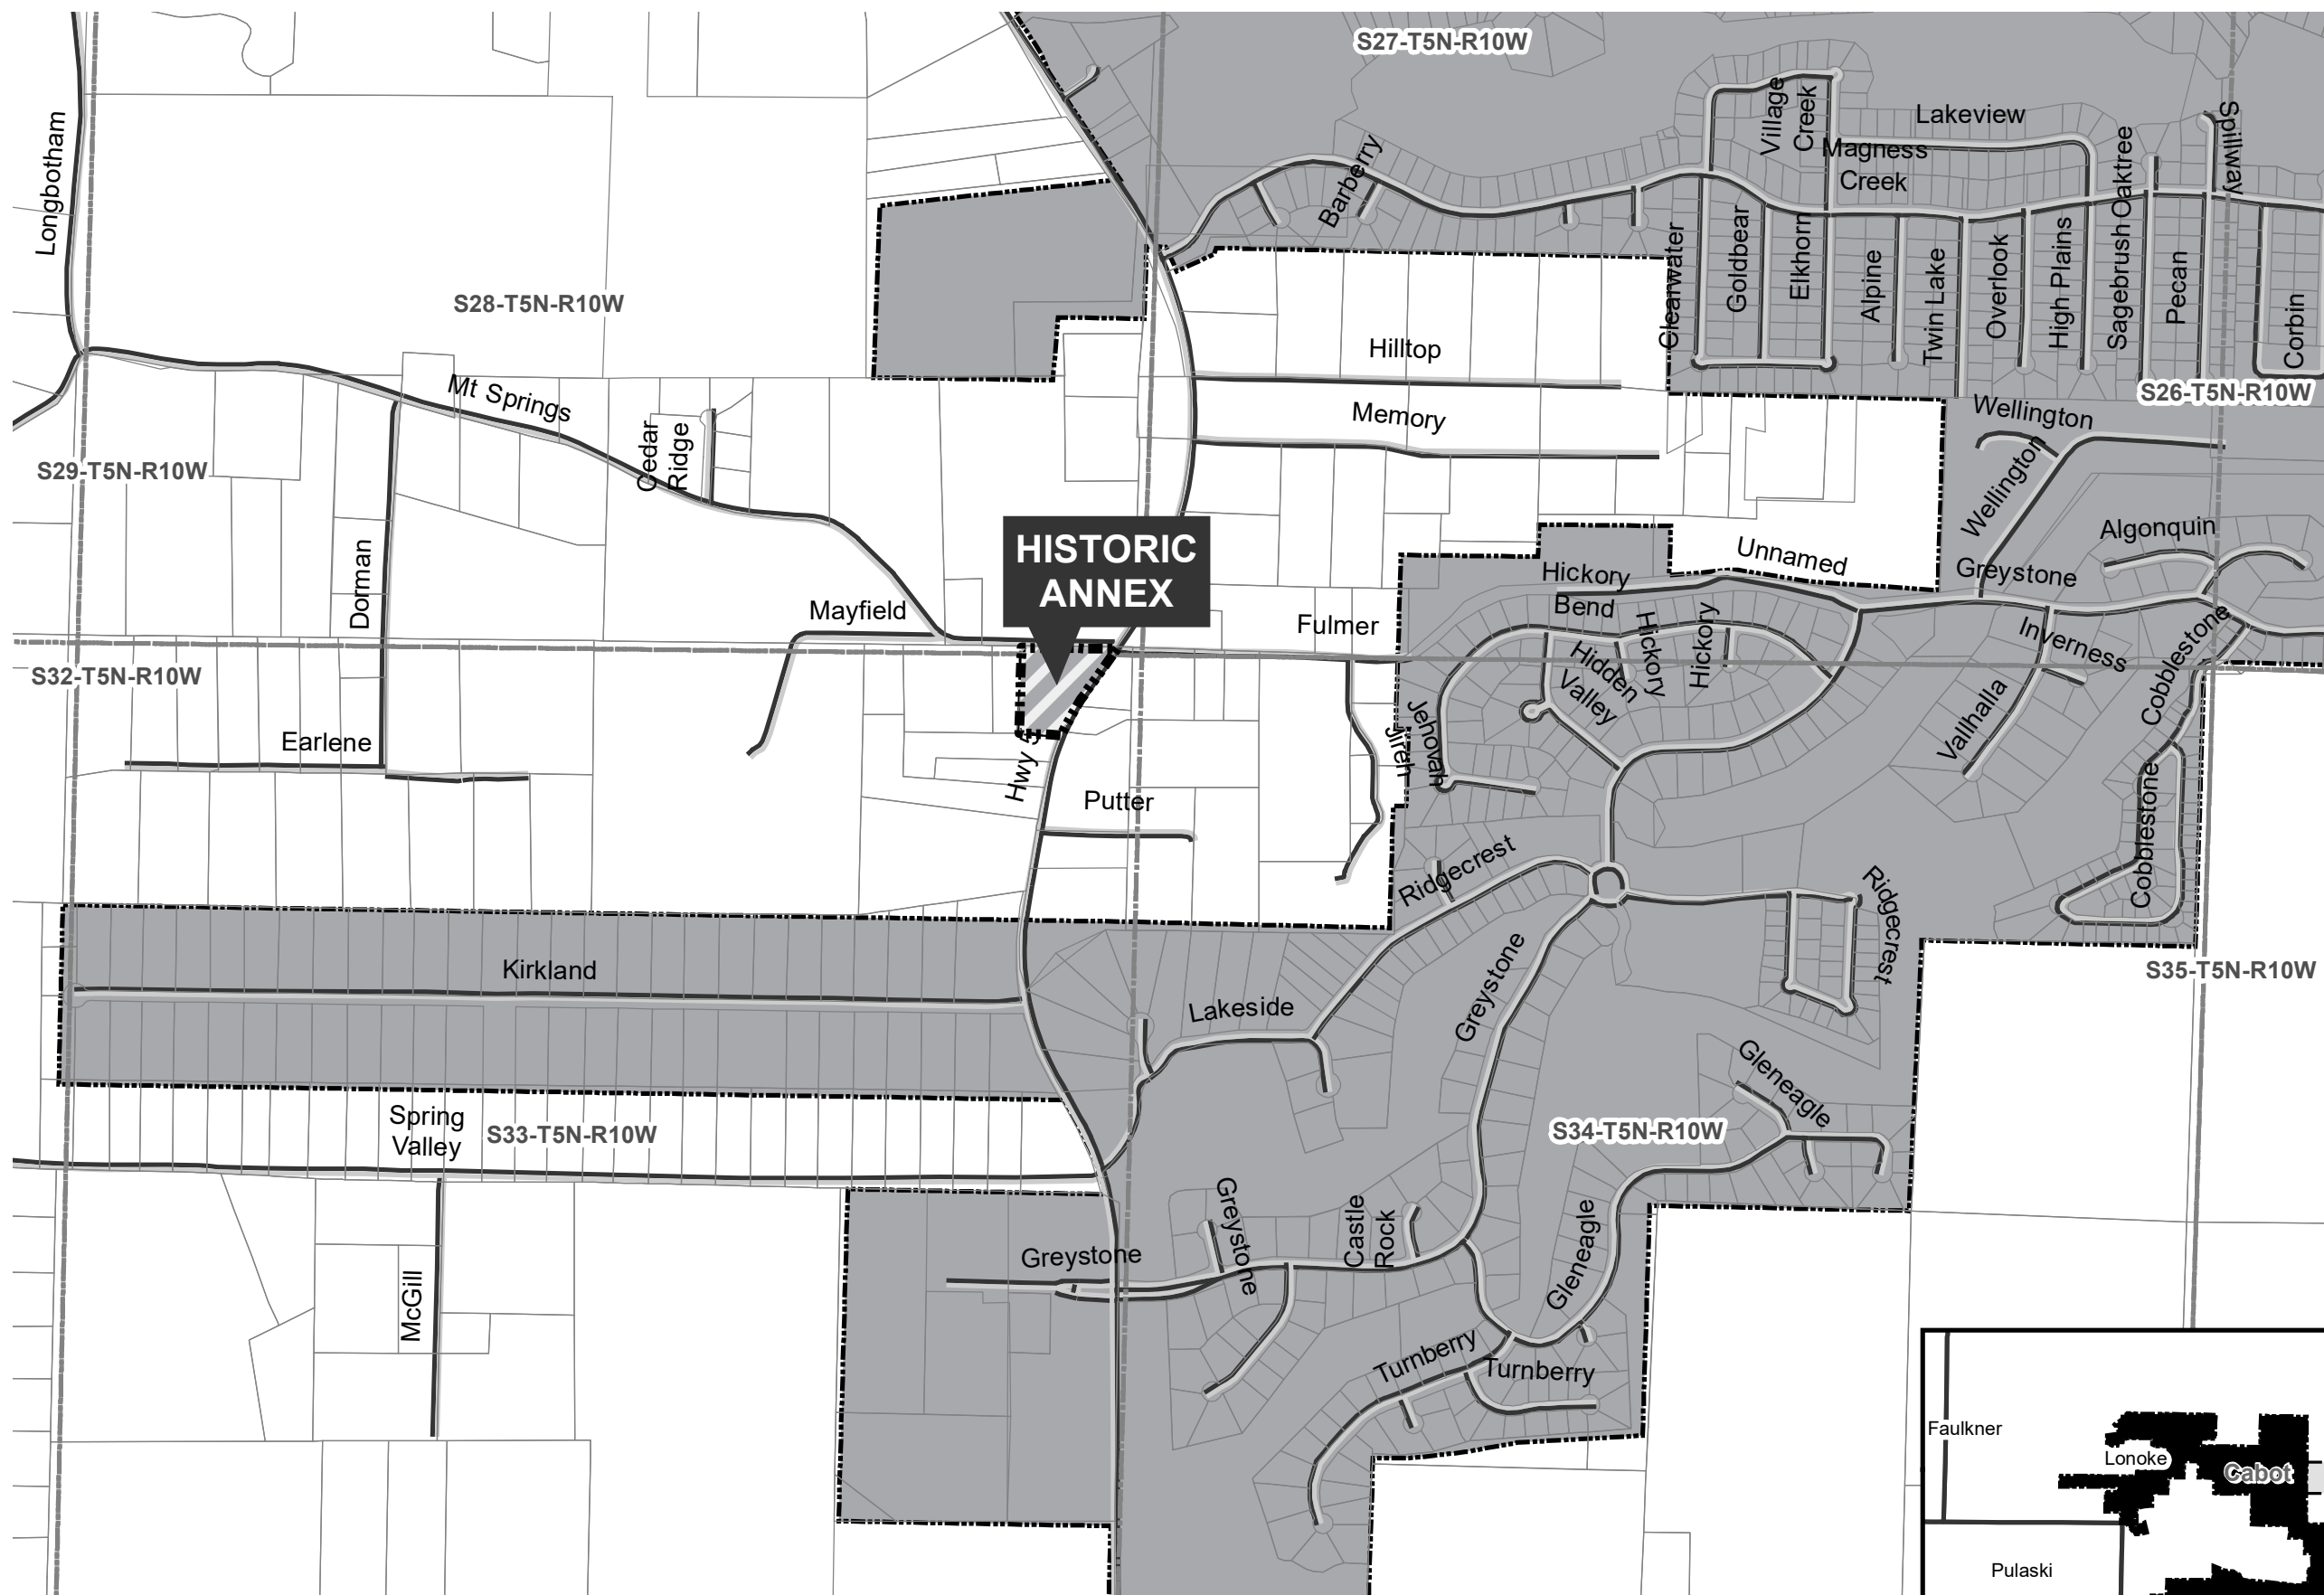 S27-T5N-R10W
Longbotham
Village
Creek
Lakeview
Magness
Creek
Barberry
Oaktree
Spillway
Clearwater
Goldbear
Elkhorn
Alpine
Twin Lake
Overlook
High Plains
Sagebrush
Pecan
Corbin
S28-T5N-R10W
Hilltop
Mt Springs
Memory
S26-T5N-R10W
Wellington
Wellington
Cedar
Ridge
S29-T5N-R10W
Algonquin
HISTORIC
ANNEX
Unnamed
Dorman
Hickory
Bend
Greystone
Mayfield
Fulmer
Hickory
Hickory
Inverness
Cobblestone
S32-T5N-R10W
Hidden
Valley
Earlene
Jehovah
Jireh
Vallhalla
Hwy 5
Putter
Cobblestone
Ridgecrest
Ridgecrest
Kirkland
Lakeside
Greystone
S35-T5N-R10W
Gleneagle
Spring
Valley
S33-T5N-R10W
S34-T5N-R10W
Greystone
Greystone
Castle
Rock
Gleneagle
McGill
Turnberry
Turnberry
Faulkner
Lonoke
Cabot
Pulaski